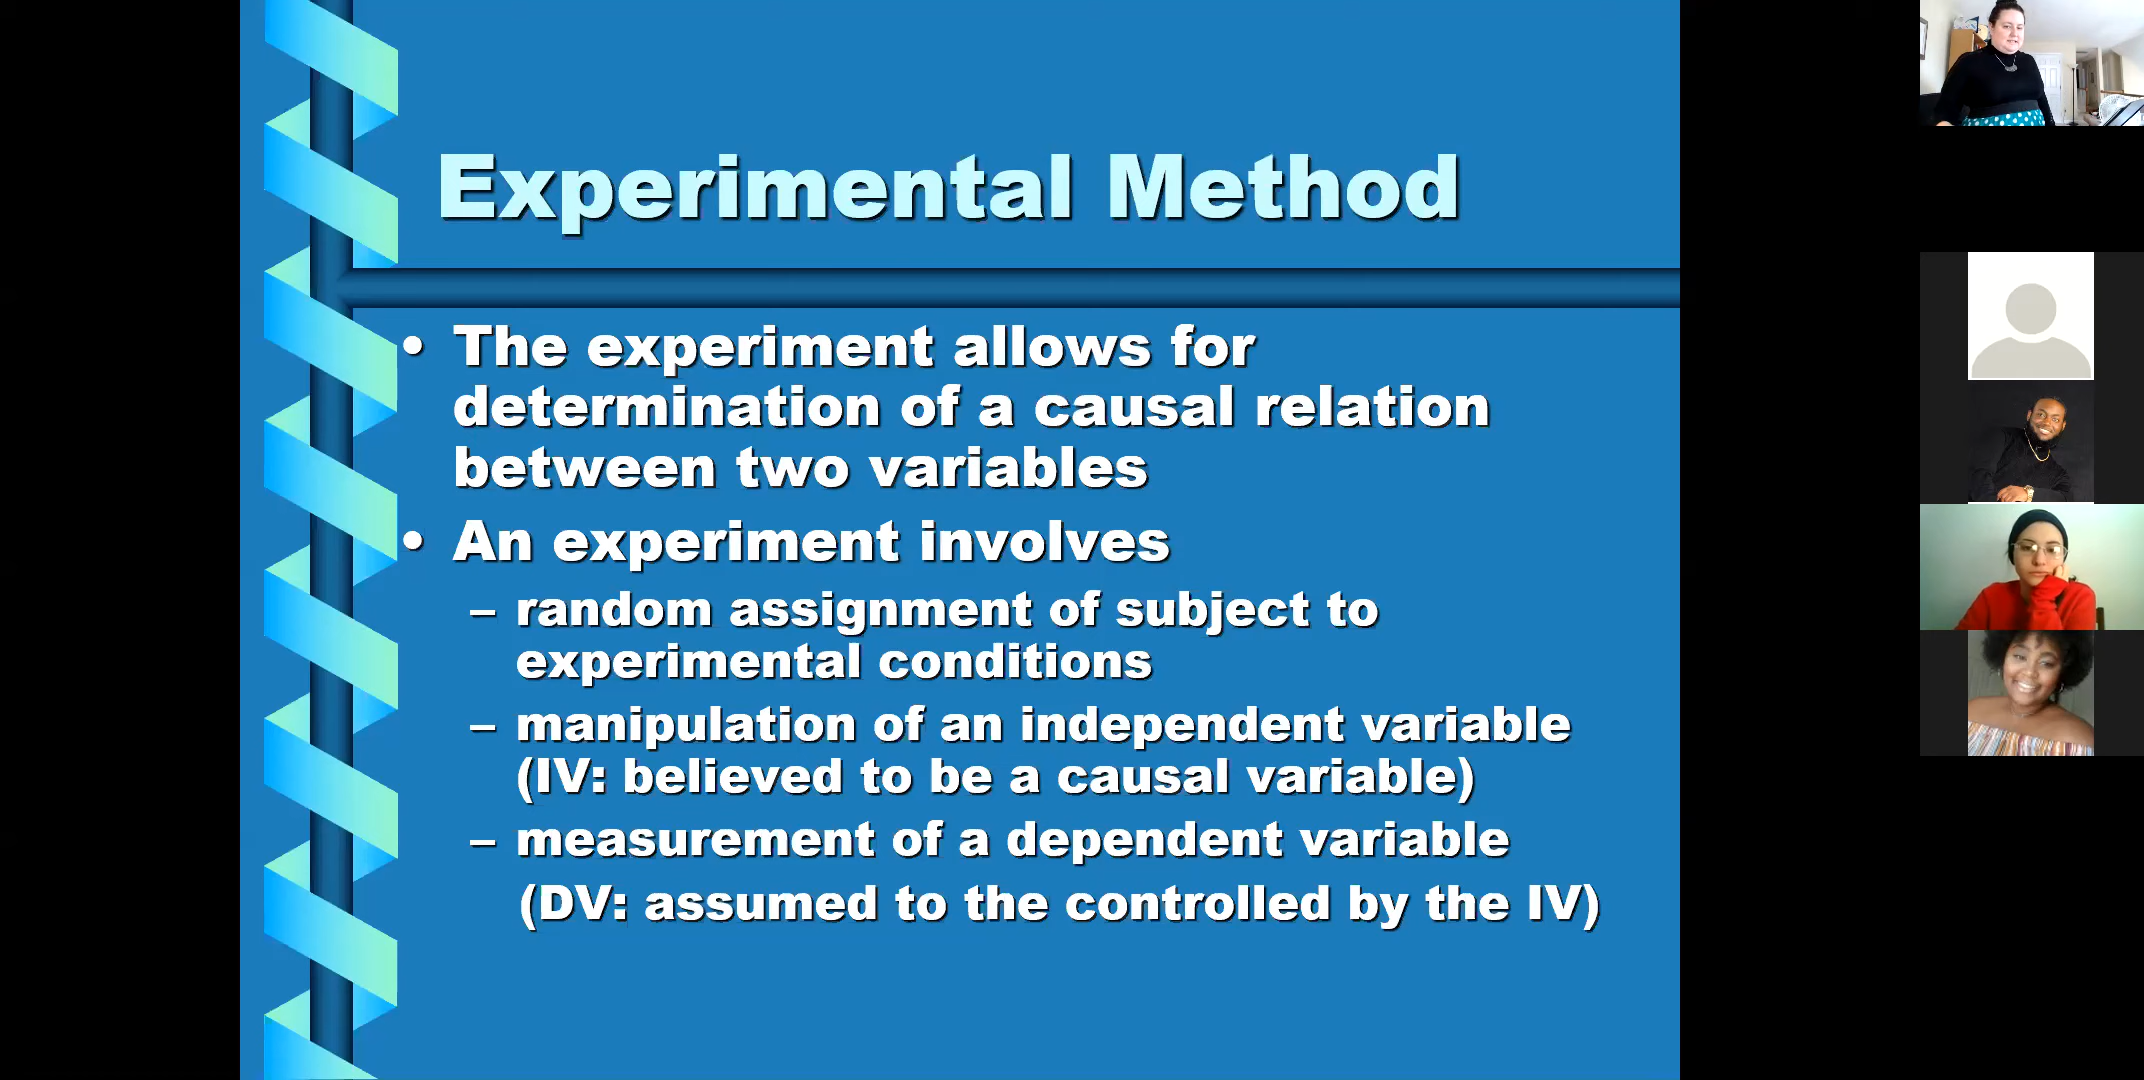 Experimental Method
• The experiment allows for
determination of a causal relation
between two variables
• An experiment involves
– random assignment of subject to
experimental conditions
– manipulation of an independent variable
(IV: believed to be a causal variable)
– measurement of a dependent variable
(DV: assumed to the controlled by the IV)